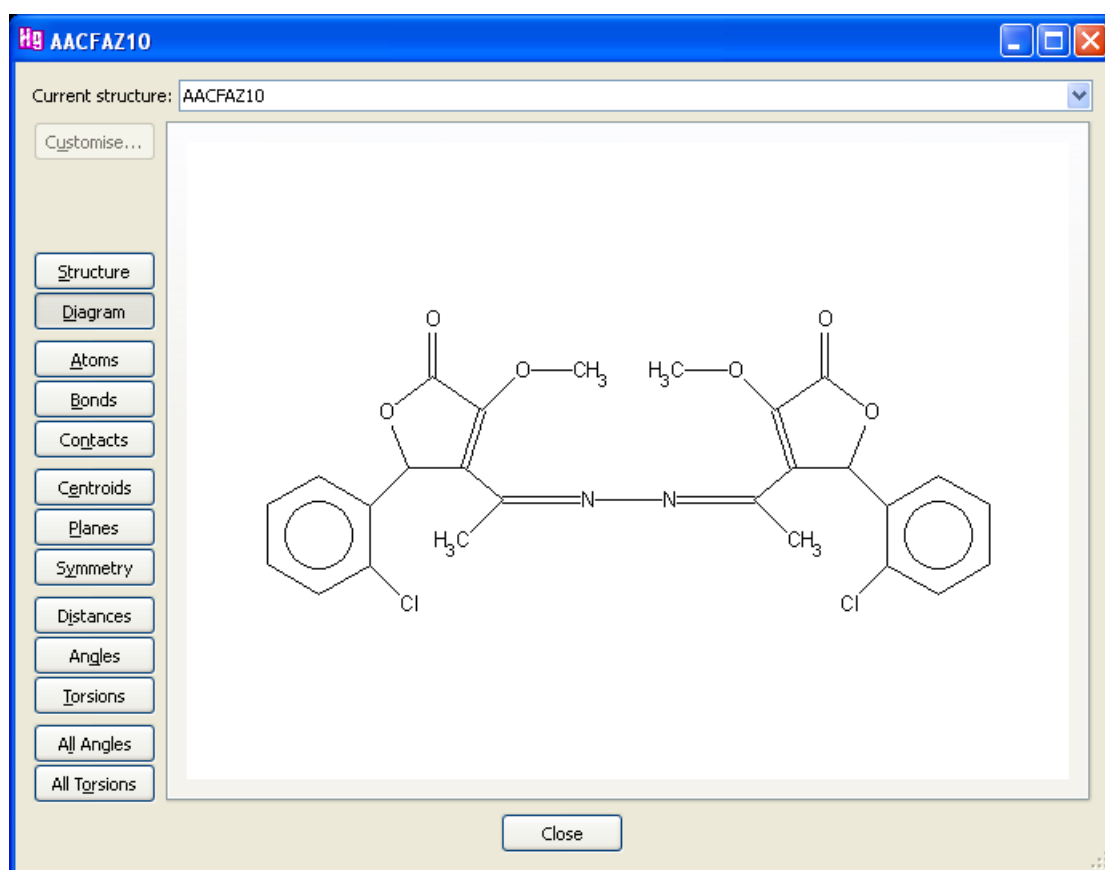 Hg AACFAZ10
Current structure: AACFAZ10
Customise...
Structure
Diagram
Atoms
Bonds
Contacts
Centroids
Planes
Symmetry
Distances
Angles
Torsions
All Angles
All Torsions
O O
O—CH3 H3C—O
O O
N N
H3C CH3
Cl Cl
Close